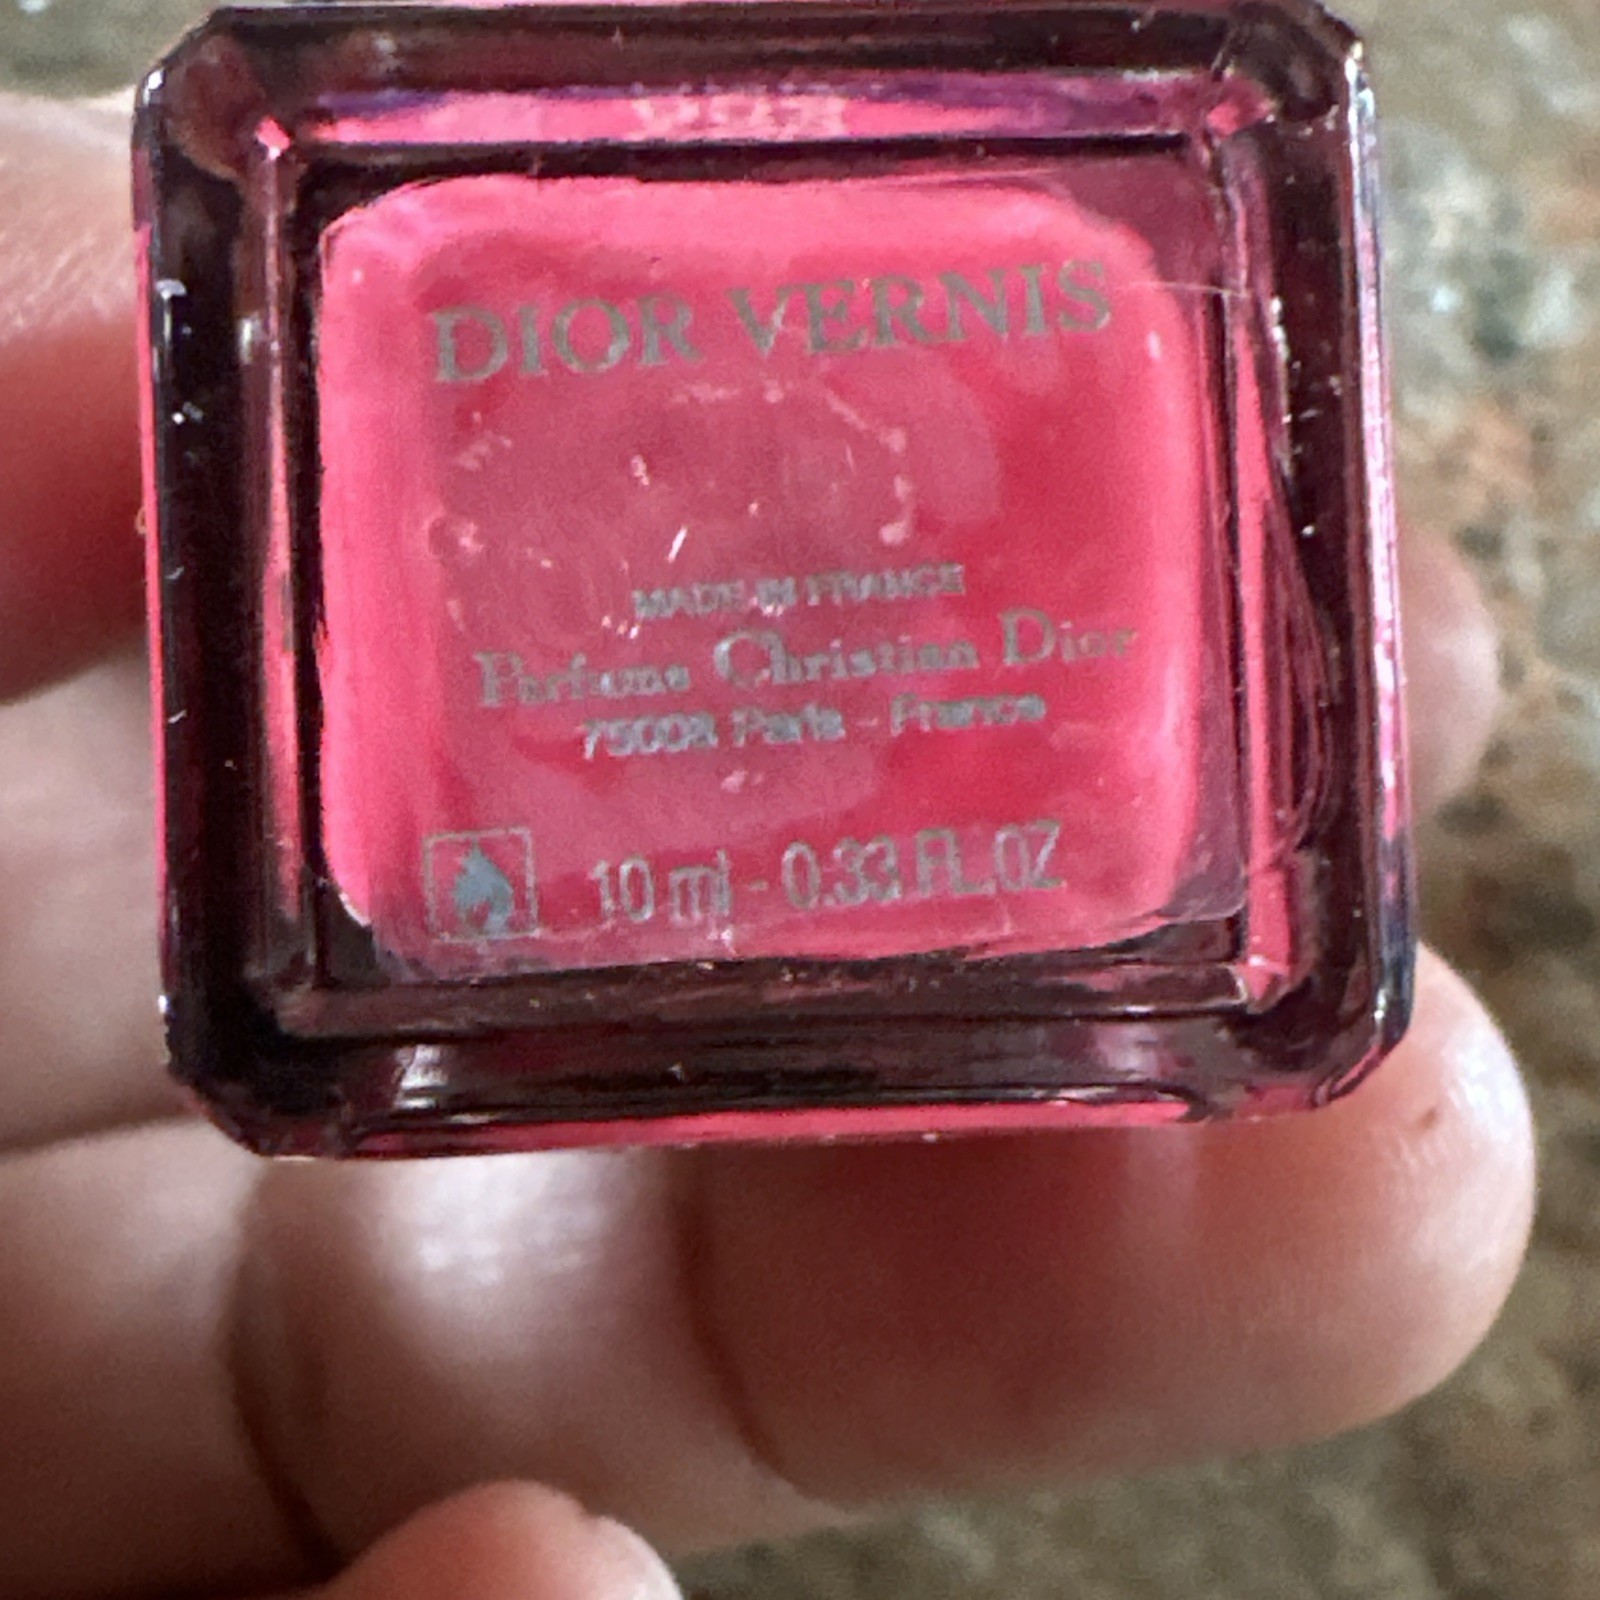 DIOR VERNIS
MADE IN FRANCE
Parfums Christian Dior
75008 Paris - France
10 ml - 0.33 FL.OZ